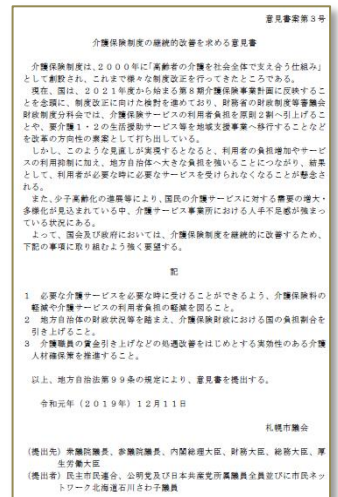 意見書案第3号
介護保険制度の継続的改善を求める意見書
介護保険制度は、2000年に「高齢者の介護を社会全体で支え合う仕組み」
として創設され、これまで様々な制度改正を行ってきたところである。
現在、国は、2021年度から始まる第8期介護保険事業計画に反映するこ
とを念頭に、制度改正に向けた検討を進めており、財務省の財政制度等審議会
財政制度分科会では、介護保険サービスの利用者負担を原則2割へ引上げるこ
とや、要介護1・2の生活援助サービス等を地域支援事業へ移行することなど
を改革の方向性の素案として打ち出している。
しかし、このような見直しが実現するとなると、利用者の負担増加やサービ
スの利用抑制に加え、地方自治体へ大きな負担を強いることにつながり、結果
として、利用者が必要な時に必要なサービスを受けられなくなることが懸念さ
れる。
また、少子高齢化の進展等により、国民の介護サービスに対する需要の増大・
多様化が見込まれている中、介護サービス事業所における人手不足感が強まっ
ている状況にある。
よって、国会及び政府においては、介護保険制度を継続的に改善するため、
下記の事項に取り組むよう強く要望する。
記
1 必要な介護サービスを必要な時に受けることができるよう、介護保険料の
軽減や介護サービスの利用者負担の軽減を図ること。
2 地方自治体の財政状況等を踏まえ、介護保険財政における国の負担割合を
引き上げること。
3 介護職員の賃金引き上げなどの処遇改善をはじめとする実効性のある介護
人材確保策を推進すること。
以上、地方自治法第99条の規定により、意見書を提出する。
令和元年（2019年）12月11日
札幌市議会
（提出先）衆議院議長、参議院議長、内閣総理大臣、財務大臣、総務大臣、厚
生労働大臣
（提出者）民主市民連合、公明党及び日本共産党所属議員全員並びに市民ネッ
トワーク北海道石川さわ子議員